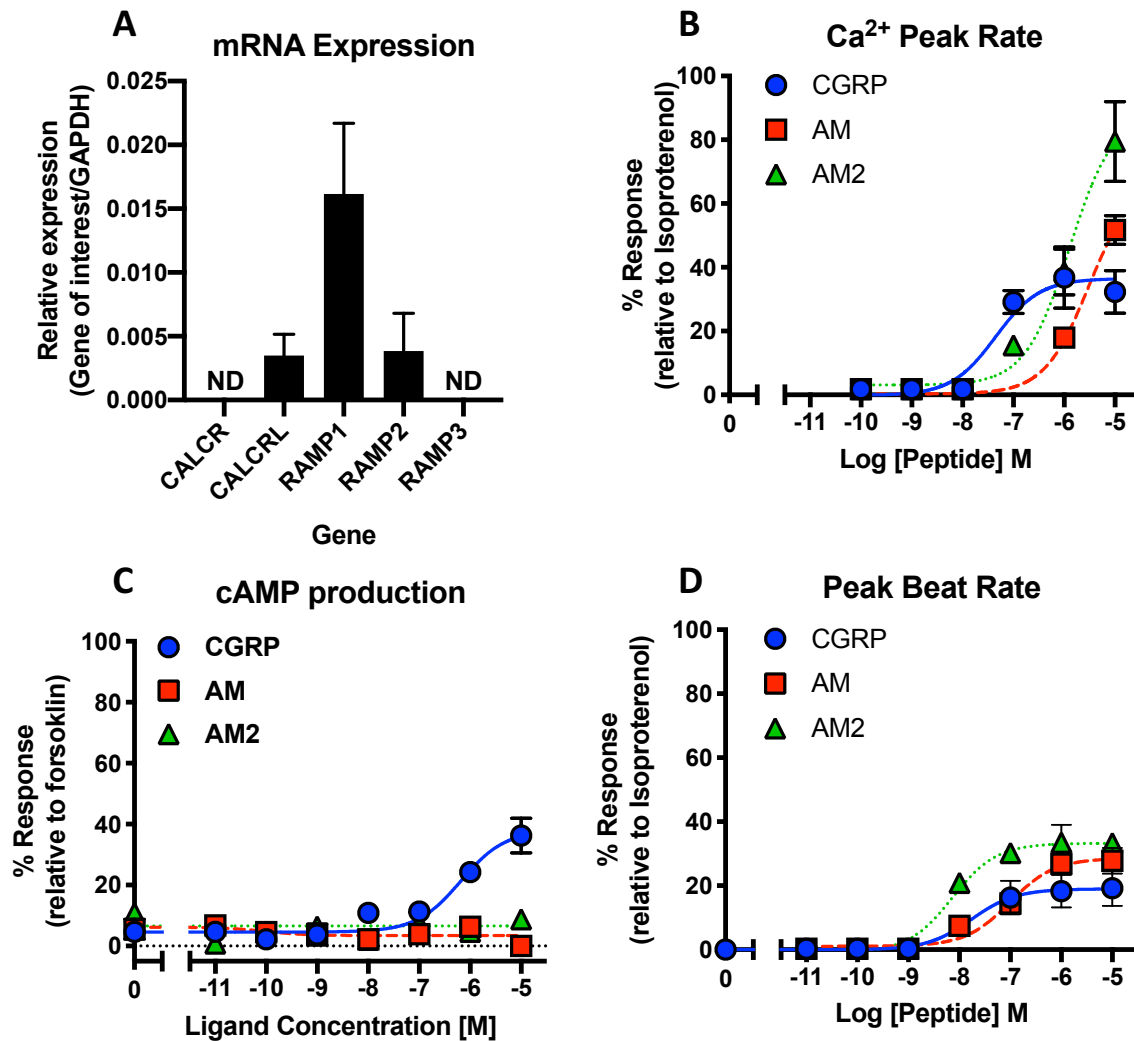 A
mRNA Expression
Relative expression
(Gene of interest/GAPDH)
0.025
0.020
0.015
0.010
0.005
0.000
ND
ND
CALCR
CALCRL
RAMP1
RAMP2
RAMP3
Gene
B
Ca²⁺ Peak Rate
% Response
(relative to Isoproterenol)
100
80
60
40
20
0
CGRP
AM
AM2
0 -11 -10 -9 -8 -7 -6 -5
Log [Peptide] M
C
cAMP production
% Response
(relative to forsoklin)
100
80
60
40
20
0
CGRP
AM
AM2
0 -11 -10 -9 -8 -7 -6 -5
Ligand Concentration [M]
D
Peak Beat Rate
% Response
(relative to Isoproterenol)
100
80
60
40
20
0
CGRP
AM
AM2
0 -11 -10 -9 -8 -7 -6 -5
Log [Peptide] M